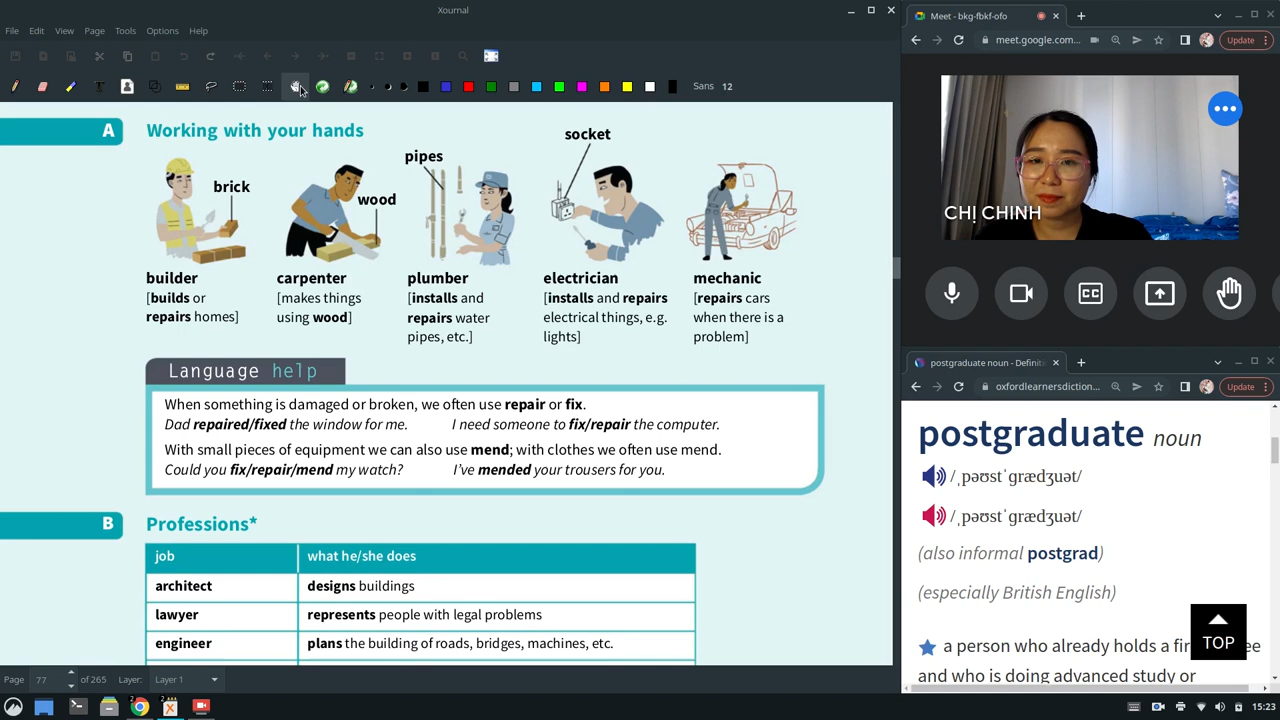 Xournal
File Edit View Page Tools Options Help
Sans 12
A Working with your hands
brick
wood
pipes
socket
builder
[builds or
repairs homes]
carpenter
[makes things
using wood]
plumber
[installs and
repairs water
pipes, etc.]
electrician
[installs and repairs
electrical things, e.g.
lights]
mechanic
[repairs cars
when there is a
problem]
Language help
When something is damaged or broken, we often use repair or fix.
Dad repaired/fixed the window for me. I need someone to fix/repair the computer.
With small pieces of equipment we can also use mend; with clothes we often use mend.
Could you fix/repair/mend my watch? I've mended your trousers for you.
B Professions*
job what he/she does
architect designs buildings
lawyer represents people with legal problems
engineer plans the building of roads, bridges, machines, etc.
Page 77 of 265 Layer: Layer 1
Meet - bkg-fbkf-ofo
meet.google.com... Update
CHỊ CHINH
CC
postgraduate noun - Definiti
oxfordlearnersdiction... Update
postgraduate noun
/ˌpəʊstˈɡrædʒuət/
/ˌpəʊstˈɡrædʒuət/
(also informal postgrad)
(especially British English)
TOP
a person who already holds a fir ee
and who is doing advanced study or
2 2
15:23